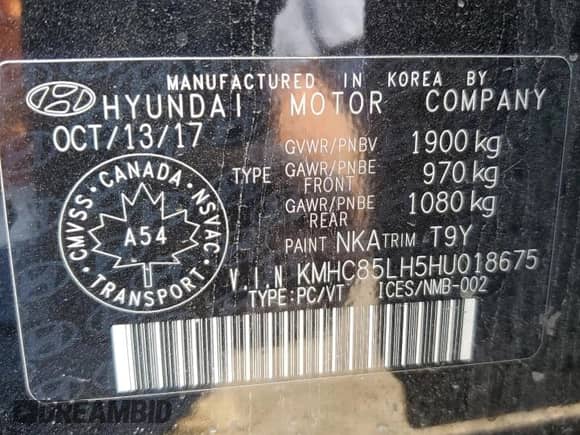 MANUFACTURED IN KOREA BY
HYUNDAI MOTOR COMPANY
OCT/13/17
GVWR/PNBV 1900 kg
TYPE GAWR/PNBE FRONT 970 kg
GAWR/PNBE REAR 1080 kg
PAINT NKA TRIM T9Y
V.I.N KMHC85LH5HU018675
TYPE:PC/VT ICES/NMB-002
CMVSS · CANADA · NSVAC · TRANSPORT ·
A54
DREAMBID